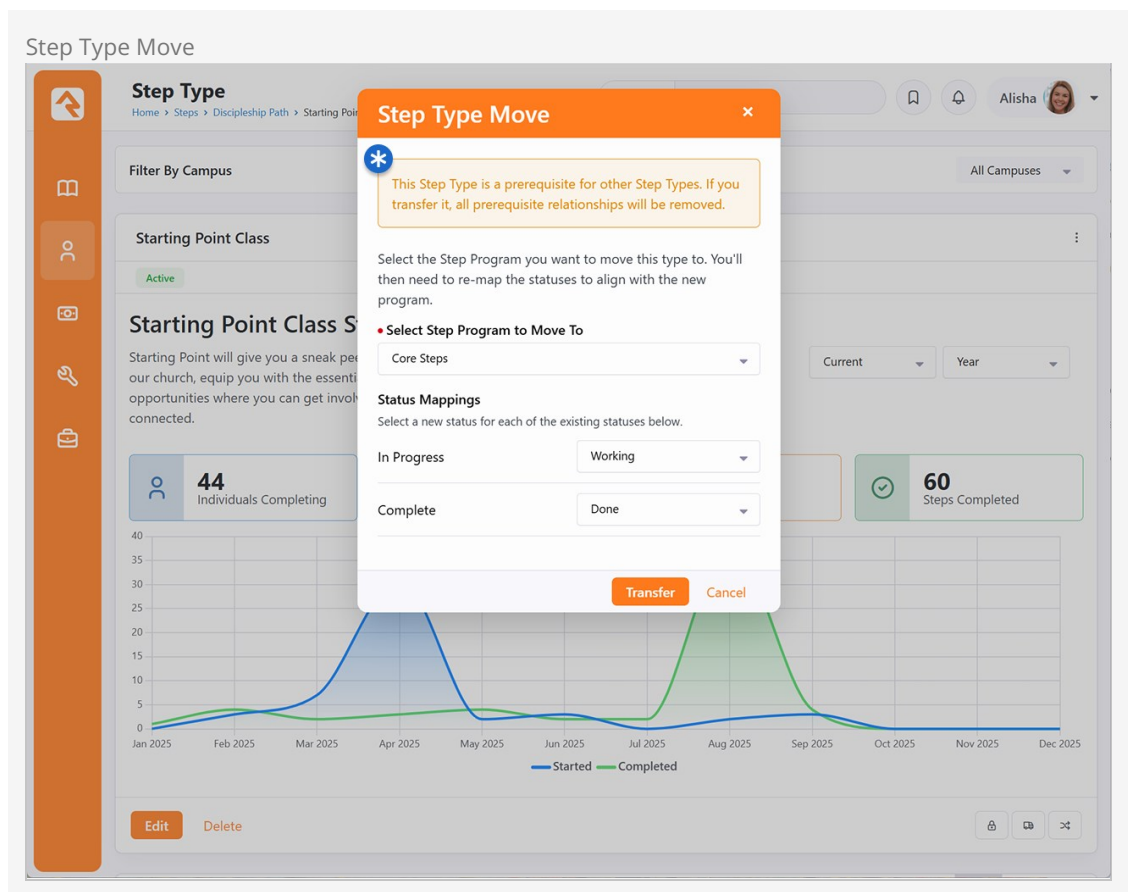 Step Type Move
Step Type
Home › Steps › Discipleship Path › Starting Poi
Alisha
Step Type Move
Filter By Campus
All Campuses
This Step Type is a prerequisite for other Step Types. If you
transfer it, all prerequisite relationships will be removed.
Starting Point Class
Active
Select the Step Program you want to move this type to. You'll
then need to re-map the statuses to align with the new
program.
Starting Point Class S
Starting Point will give you a sneak pee
our church, equip you with the essenti
opportunities where you can get invol
connected.
Select Step Program to Move To
Core Steps
Current
Year
Status Mappings
Select a new status for each of the existing statuses below.
In Progress
Working
Complete
Done
44
Individuals Completing
60
Steps Completed
Transfer
Cancel
40
35
30
25
20
15
10
5
0
Jan 2025 Feb 2025 Mar 2025 Apr 2025 May 2025 Jun 2025 Jul 2025 Aug 2025 Sep 2025 Oct 2025 Nov 2025 Dec 2025
Started Completed
Edit
Delete